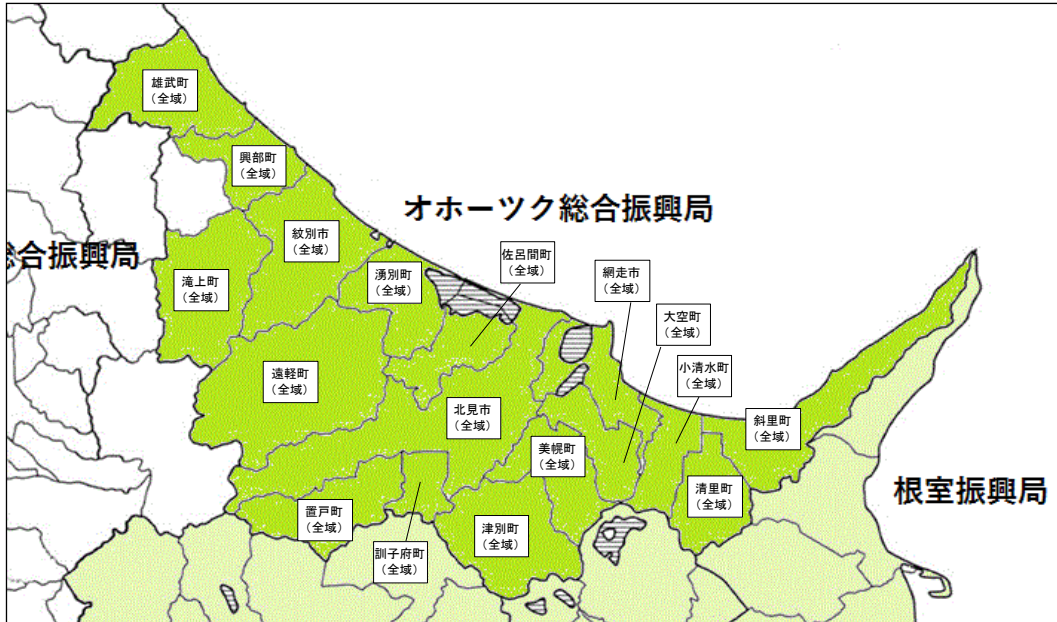 雄武町
(全域)
興部町
(全域)
オホーツク総合振興局
紋別市
(全域)
総合振興局
佐呂間町
(全域)
湧別町
(全域)
網走市
(全域)
滝上町
(全域)
大空町
(全域)
小清水町
(全域)
遠軽町
(全域)
北見市
(全域)
斜里町
(全域)
美幌町
(全域)
根室振興局
清里町
(全域)
置戸町
(全域)
津別町
(全域)
訓子府町
(全域)